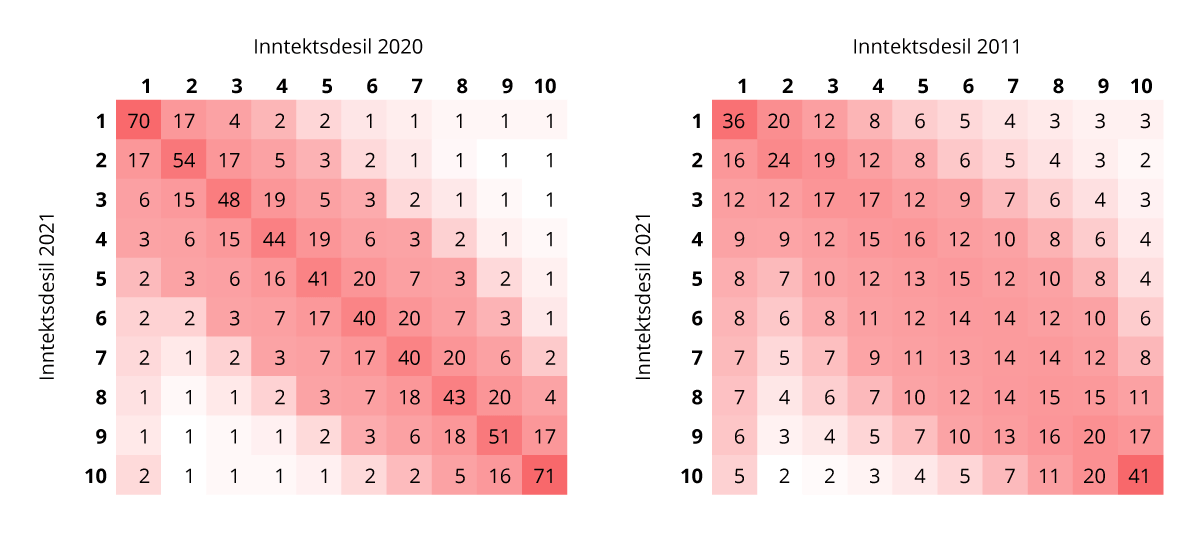 Inntektsdesil 2020
1 2 3 4 5 6 7 8 9 10
Inntektsdesil 2021
1 70 17 4 2 2 1 1 1 1 1
2 17 54 17 5 3 2 1 1 1 1
3 6 15 48 19 5 3 2 1 1 1
4 3 6 15 44 19 6 3 2 1 1
5 2 3 6 16 41 20 7 3 2 1
6 2 2 3 7 17 40 20 7 3 1
7 2 1 2 3 7 17 40 20 6 2
8 1 1 1 2 3 7 18 43 20 4
9 1 1 1 1 2 3 6 18 51 17
10 2 1 1 1 1 2 2 5 16 71
Inntektsdesil 2011
1 2 3 4 5 6 7 8 9 10
Inntektsdesil 2021
1 36 20 12 8 6 5 4 3 3 3
2 16 24 19 12 8 6 5 4 3 2
3 12 12 17 17 12 9 7 6 4 3
4 9 9 12 15 16 12 10 8 6 4
5 8 7 10 12 13 15 12 10 8 4
6 8 6 8 11 12 14 14 12 10 6
7 7 5 7 9 11 13 14 14 12 8
8 7 4 6 7 10 12 14 15 15 11
9 6 3 4 5 7 10 13 16 20 17
10 5 2 2 3 4 5 7 11 20 41